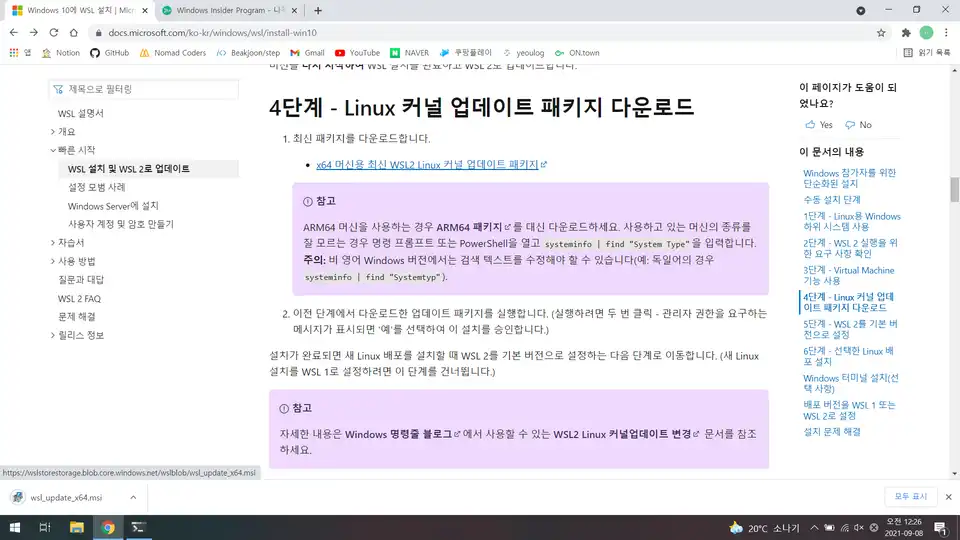 Windows 10에 WSL 설치 | Micr
Windows Insider Program - 나의
docs.microsoft.com/ko-kr/windows/wsl/install-win10
앱
Notion
GitHub
Nomad Coders
Beakjoon/step
Gmail
YouTube
NAVER
쿠팡플레이
yeoulog
ON.town
읽기 목록
제목으로 필터링
WSL 설명서
개요
빠른 시작
WSL 설치 및 WSL 2로 업데이트
설정 모범 사례
Windows Server에 설치
사용자 계정 및 암호 만들기
자습서
사용 방법
질문과 대답
WSL 2 FAQ
문제 해결
릴리스 정보
머신을 다시 시작하여 WSL 설치를 완료하고 WSL 2로 업데이트합니다.
4단계 - Linux 커널 업데이트 패키지 다운로드
1. 최신 패키지를 다운로드합니다.
• x64 머신용 최신 WSL2 Linux 커널 업데이트 패키지
참고
ARM64 머신을 사용하는 경우 ARM64 패키지를 대신 다운로드하세요. 사용하고 있는 머신의 종류를
잘 모르는 경우 명령 프롬프트 또는 PowerShell을 열고 systeminfo | find "System Type"을 입력합니다.
주의: 비 영어 Windows 버전에서는 검색 텍스트를 수정해야 할 수 있습니다(예: 독일어의 경우
systeminfo | find "Systemtyp").
2. 이전 단계에서 다운로드한 업데이트 패키지를 실행합니다. (실행하려면 두 번 클릭 - 관리자 권한을 요구하는
메시지가 표시되면 '예'를 선택하여 이 설치를 승인합니다.)
설치가 완료되면 새 Linux 배포를 설치할 때 WSL 2를 기본 버전으로 설정하는 다음 단계로 이동합니다. (새 Linux
설치를 WSL 1로 설정하려면 이 단계를 건너뜁니다.)
참고
자세한 내용은 Windows 명령줄 블로그에서 사용할 수 있는 WSL2 Linux 커널업데이트 변경 문서를 참조
하세요.
이 페이지가 도움이 되
었나요?
Yes
No
이 문서의 내용
Windows 참가자를 위한
단순화된 설치
수동 설치 단계
1단계 - Linux용 Windows
하위 시스템 사용
2단계 - WSL 2 실행을 위
한 요구 사항 확인
3단계 - Virtual Machine
기능 사용
4단계 - Linux 커널 업데
이트 패키지 다운로드
5단계 - WSL 2를 기본 버
전으로 설정
6단계 - 선택한 Linux 배
포 설치
Windows 터미널 설치(선
택 사항)
배포 버전을 WSL 1 또는
WSL 2로 설정
설치 문제 해결
https://wslstorestorage.blob.core.windows.net/wslblob/wsl_update_x64.msi
wsl_update_x64.msi
모두 표시
20°C 소나기
오전 12:26
2021-09-08
1